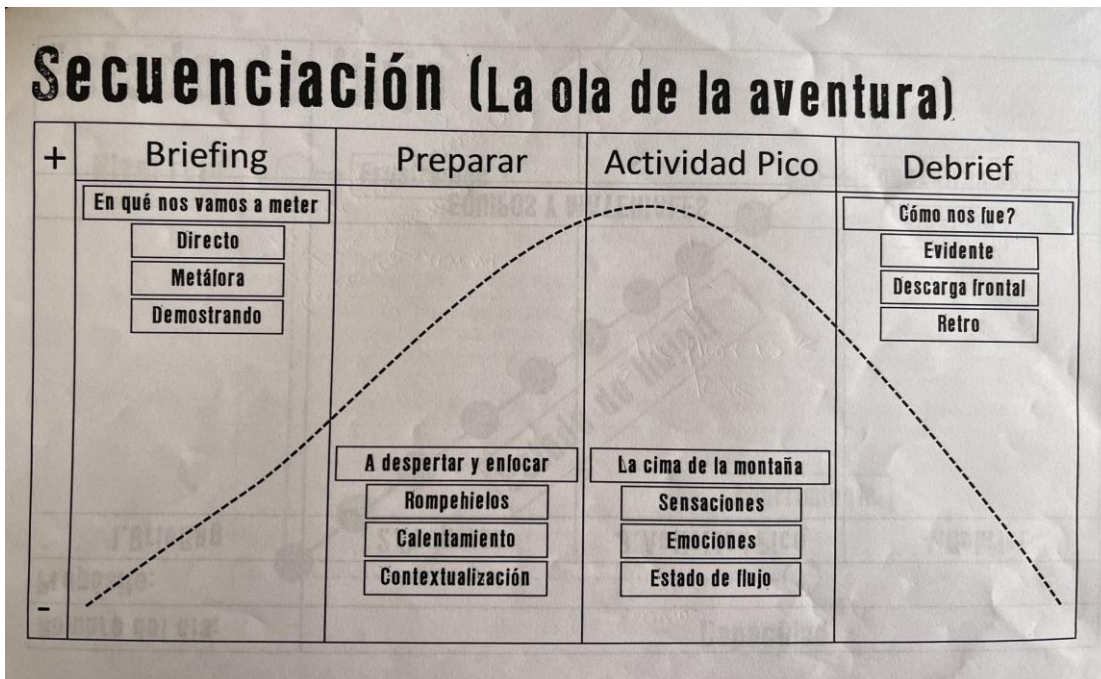 Secuenciación (La ola de la aventura)
+
Briefing
En qué nos vamos a meter
Directo
Metáfora
Demostrando
Preparar
A despertar y enfocar
Rompehielos
Calentamiento
Contextualización
Actividad Pico
La cima de la montaña
Sensaciones
Emociones
Estado de flujo
Debrief
Cómo nos fue?
Evidente
Descarga frontal
Retro
-